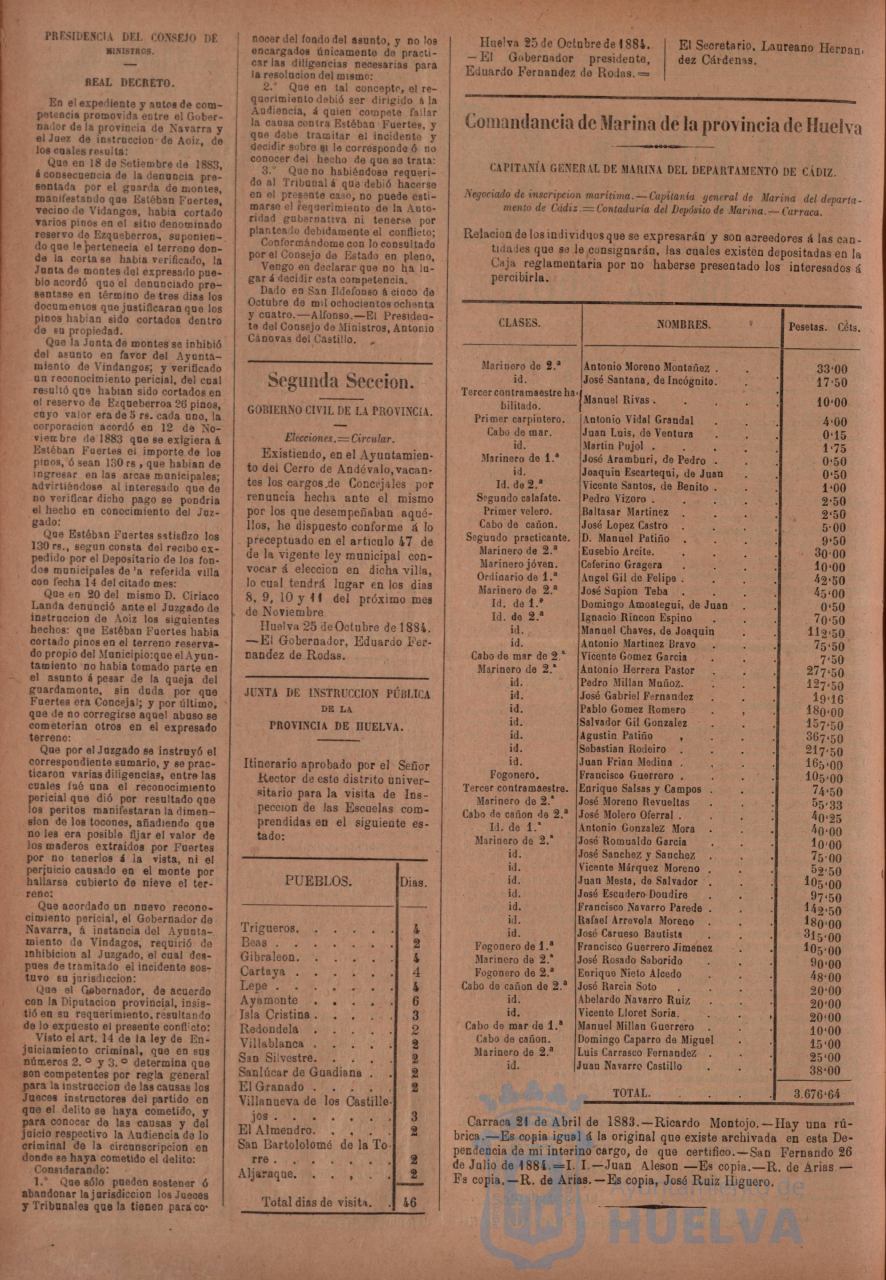 PRESIDENCIA DEL CONSEJO DE
MINISTROS.
REAL DECRETO.
En el expediente y autos de com-
petencia promovida entre el Gober-
nador de la provincia de Navarra y
el Juez de instruccion de Aoiz, de
los cuales resulta:
Que en 18 de Setiembre de 1883,
á consecuencia de la denuncia pre-
sentada por el guarda de montes,
manifestando que Estéban Fuertes,
vecino de Vidangos, habia cortado
varios pinos en el sitio denominado
reservo de Ezqueberros, suponien-
do que le pertenecia el terreno don-
de la corta se habia verificado, la
Junta de montes del expresado pue-
blo acordó que el denunciado pre-
sentase en término de tres dias los
documentos que justificaran que los
pinos habian sido cortados dentro
de su propiedad.
Que la Junta de montes se inhibió
del asunto en favor del Ayunta-
miento de Vindangos; y verificado
un reconocimiento pericial, del cual
resultó que habian sido cortados en
el reservo de Ezqueberroa 26 pinos,
cuyo valor era de 5 rs. cada uno, la
corporacion acordó en 12 de No-
viembre de 1883 que se exigiera á
Estéban Fuertes el importe de los
pinos, ó sean 130 rs, que habian de
ingresar en las arcas municipales;
advirtiéndose al interesado que de
no verificar dicho pago se pondria
el hecho en conocimiento del Juz-
gado:
Que Estéban Fuertes satisfizo los
130 rs., segun consta del recibo ex-
pedido por el Depositario de los fon-
dos municipales de la referida villa
con fecha 14 del citado mes:
Que en 20 del mismo D. Ciriaco
Landa denunció ante el Juzgado de
instruccion de Aoiz los siguientes
hechos: que Estéban Fuertes habia
cortado pinos en el terreno reserva-
do propio del Municipio: que el Ayun-
tamiento no habia tomado parte en
el asunto á pesar de la queja del
guardamonte, sin duda por que
Fuertes era Concejal; y por último,
que de no corregirse aquel abuso se
cometerian otros en el expresado
terreno:
Que por el Juzgado se instruyó el
correspondiente sumario, y se prac-
ticaron varias diligencias, entre las
cuales fué una el reconocimiento
pericial que dió por resultado que
los peritos manifestaran la dimen-
sion de los tocones, añadiendo que
no les era posible fijar el valor de
los maderos extraidos por Fuertes
por no tenerlos á la vista, ni el
perjuicio causado en el monte por
hallarse cubierto de nieve el ter-
reno:
Que acordado un nuevo recono-
cimiento pericial, el Gobernador de
Navarra, á instancia del Ayunta-
miento de Vindagos, requirió de
inhibicion al Juzgado, el cual des-
pues de tramitado el incidente sos-
tuvo su jurisdiccion:
Que el Gobernador, de acuerdo
con la Diputacion provincial, insis-
tió en su requerimiento, resultando
de lo expuesto el presente conflicto:
Visto el art. 14 de la ley de En-
juiciamiento criminal, que en sus
números 2.º y 3.º determina que
son competentes por regla general
para la instruccion de las causas los
Jueces instructores del partido en
que el delito se haya cometido, y
para conocer de las causas y del
juicio respectivo la Audiencia de lo
criminal de la circunscripcion en
donde se haya cometido el delito:
Considerando:
1.º Que sólo pueden sostener ó
abandonar la jurisdiccion los Jueces
y Tribunales que la tienen para co-
nocer del fondo del asunto, y no los
encargados únicamente de practi-
car las diligencias necesarias para
la resolucion del mismo:
2.º Que en tal concepto, el re-
querimiento debió ser dirigido á la
Audiencia, á quien compete fallar
la causa contra Estéban Fuertes, y
que debe tramitar el incidente y
decidir sobre si le corresponde ó no
conocer del hecho de que se trata:
3.º Que no habiéndose requeri-
do al Tribunal á que debió hacerse
en el presente caso, no puede esti-
marse el requerimiento de la Auto-
ridad gubernativa ni tenerse por
planteado debidamente el conflicto;
Conformándome con lo consultado
por el Consejo de Estado en pleno,
Vengo en declarar que no ha lu-
gar á decidir esta competencia.
Dado en San Ildefonso á cinco de
Octubre de mil ochocientos ochenta
y cuatro.—Alfonso.—El Presiden-
te del Consejo de Ministros, Antonio
Cánovas del Castillo.
Segunda Seccion.
GOBIERNO CIVIL DE LA PROVINCIA.
Elecciones.=Circular.
Existiendo, en el Ayuntamien-
to del Cerro de Andévalo, vacan-
tes los cargos de Concejales por
renuncia hecha ante el mismo
por los que desempeñaban aqué-
llos, he dispuesto conforme á lo
preceptuado en el articulo 47 de
de la vigente ley municipal con-
vocar á eleccion en dicha villa,
lo cual tendrá lugar en los dias
8, 9, 10 y 11 del próximo mes
de Noviembre.
Huelva 25 de Octubre de 1884.
—El Gobernador, Eduardo Fer-
nandez de Rodas.
JUNTA DE INSTRUCCION PÚBLICA
DE LA
PROVINCIA DE HUELVA.
Itinerario aprobado por el Señor
Rector de este distrito univer-
sitario para la visita de Ins-
peccion de las Escuelas com-
prendidas en el siguiente es-
tado:
PUEBLOS. Dias.
Trigueros. 4
Beas 2
Gibraleon. 4
Cartaya 4
Lepe 4
Ayamonte 6
Isla Cristina 3
Redondela 2
Villablanca 2
San Silvestre. 2
Sanlúcar de Guadiana 2
El Granado 2
Villanueva de los Castille-
jos 3
El Almendro. 2
San Bartololomé de la To-
rre 2
Aljaraque. 2
Total dias de visita. 46
Huelva 25 de Octubre de 1884.
—El Gobernador presidente,
Eduardo Fernandez de Rodas.=
El Secretario, Laureano Hernan-
dez Cárdenas.
Comandancia de Marina de la provincia de Huelva
CAPITANÍA GENERAL DE MARINA DEL DEPARTAMENTO DE CÁDIZ.
Negociado de inscripcion marítima.—Capitania general de Marina del departa-
mento de Cádiz.=Contaduría del Depósito de Marina.—Carraca.
Relacion de los individuos que se expresarán y son acreedores á las can-
tidades que se le consignarán, las cuales existen depositadas en la
Caja reglamentaria por no haberse presentado los interesados á
percibirla.
CLASES. NOMBRES. Pesetas. Céts.
Marinero de 2.ª Antonio Moreno Montañez 33·00
id. José Santana, de Incógnito. 17·50
Tercer contramaestre ha-
bilitado. Manuel Rivas 10·00
Primer carpintero. Antonio Vidal Grandal 4·00
Cabo de mar. Juan Luis, de Ventura 0·15
id. Martin Pujol 1·75
Marinero de 1.ª José Aramburi, de Pedro 0·50
id. Joaquin Escartequi, de Juan 0·50
Id. de 2.ª Vicente Santos, de Benito 1·00
Segundo calafate. Pedro Vizoro 2·50
Primer velero. Baltasar Martinez 2·50
Cabo de cañon. José Lopez Castro 5·00
Segundo practicante. D. Manuel Patiño 9·50
Marinero de 2.ª Eusebio Arcite. 30·00
Marinero jóven. Ceferino Gragera 10·00
Ordinario de 1.ª Angel Gil de Felipe 42·50
Marinero de 2.ª José Supion Teba 45·00
Id. de 1.ª Domingo Amoategui, de Juan 0·50
Id. de 2.ª Ignacio Rincon Espino 70·50
id. Manuel Chaves, de Joaquin 112·50
id. Antonio Martinez Bravo 75·50
Cabo de mar de 2.ª Vicente Gomez Garcia 7·50
Marinero de 2.ª Antonio Herrera Pastor 277·50
id. Pedro Millan Muñoz. 127·50
id. José Gabriel Fernandez 19·16
id. Pablo Gomez Romero 180·00
id. Salvador Gil Gonzalez 157·50
id. Agustin Patiño 367·50
id. Sebastian Rodeiro 217·50
id. Juan Frian Medina 165·00
Fogonero. Francisco Guerrero 105·00
Tercer contramaestre. Enrique Salsas y Campos 74·50
Marinero de 2.ª José Moreno Revueltas 55·33
Cabo de cañon de 2.ª José Molero Oferral 40·25
Id. de 1.ª Antonio Gonzalez Mora 40·00
Marinero de 2.ª José Romualdo Garcia 10·00
id. José Sanchez y Sanchez 75·00
id. Vicente Márquez Moreno 52·50
id. Juan Mesta, de Salvador 105·00
id. José Escudero Doudire 97·50
id. Francisco Navarro Parede 142·50
id. Rafael Arrevola Moreno 180·00
id. José Carueso Bautista 315·00
Fogonero de 1.ª Francisco Guerrero Jimenez 105·00
Marinero de 2.ª José Rosado Saborido 90·00
Fogonero de 2.ª Enrique Nieto Alcedo 48·00
Cabo de cañon de 2.ª José Rarcia Soto 20·00
id. Abelardo Navarro Ruiz 20·00
id. Vicente Lloret Soria. 20·00
Cabo de mar de 1.ª Manuel Millan Guerrero 10·00
Cabo de cañon. Domingo Caparro de Miguel 15·00
Marinero de 2.ª Luis Carrasco Fernandez 25·00
id. Juan Navarro Castillo 38·00
TOTAL. 3.676·64
Carraca 21 de Abril de 1883.—Ricardo Montojo.—Hay una rú-
brica.—Es copia igual á la original que existe archivada en esta De-
pendencia de mi interino cargo, de que certifico.—San Fernando 26
de Julio de 1884.=I. I.—Juan Aleson—Es copia.—R. de Arias—
Es copia.—R. de Arias.—Es copia, José Ruiz Higuero.
Ayuntamiento de
HUELVA